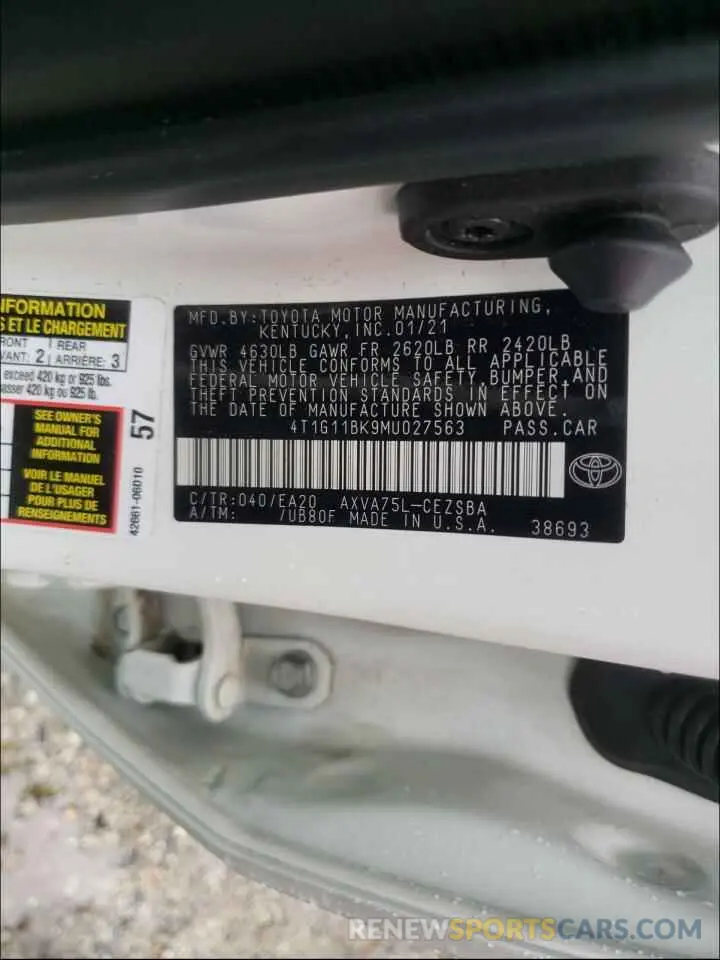 NFORMATION
S ET LE CHARGEMENT
RONT
VANT: 2
REAR
ARRIÈRE: 3
exceed 420 kg or 925 lbs.
asser 420 kg ou 925 lb.
SEE OWNER'S
MANUAL FOR
ADDITIONAL
INFORMATION
VOIR LE MANUEL
DE L'USAGER
POUR PLUS DE
RENSEIGNEMENTS
57
42661-06010
MFD.BY:TOYOTA MOTOR MANUFACTURING,
KENTUCKY,INC.01/21
GVWR 4630LB GAWR FR 2620LB RR 2420LB
THIS VEHICLE CONFORMS TO ALL APPLICABLE
FEDERAL MOTOR VEHICLE SAFETY,BUMPER,AND
THEFT PREVENTION STANDARDS IN EFFECT ON
THE DATE OF MANUFACTURE SHOWN ABOVE.
4T1G11BK9MU027563 PASS.CAR
C/TR:040/EA20 AXVA75L-CEZSBA
A/TM: /UB80F MADE IN U.S.A. 38693
RENEWSPORTSCARS.COM